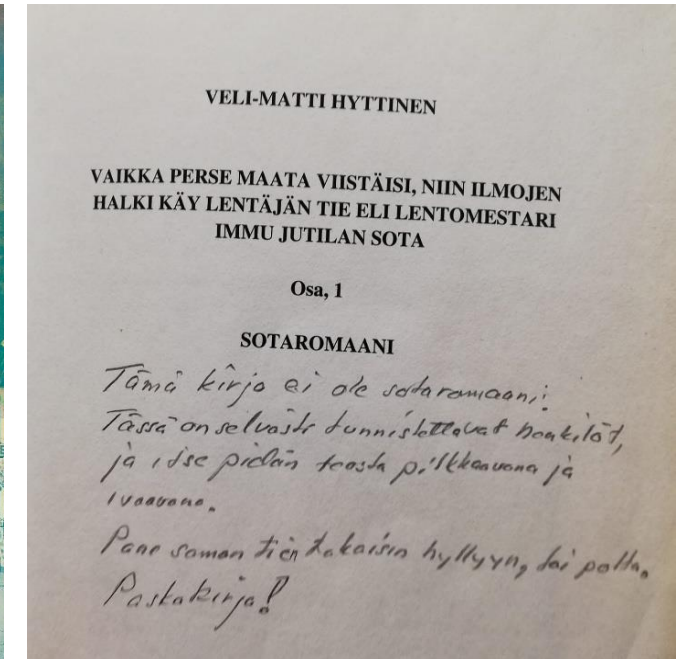 VELI-MATTI HYTTINEN
VAIKKA PERSE MAATA VIISTÄISI, NIIN ILMOJEN
HALKI KÄY LENTÄJÄN TIE ELI LENTOMESTARI
IMMU JUTILAN SOTA
Osa, 1
SOTAROMAANI
Tämä kirja ei ole sotaromaani!
Tässä on selvästi tunnistettavat henkilöt,
ja itse pidän teosta pilkkaavana ja
ivaavana.
Pane saman tien takaisin hyllyyn, tai polta.
Paskakirja!